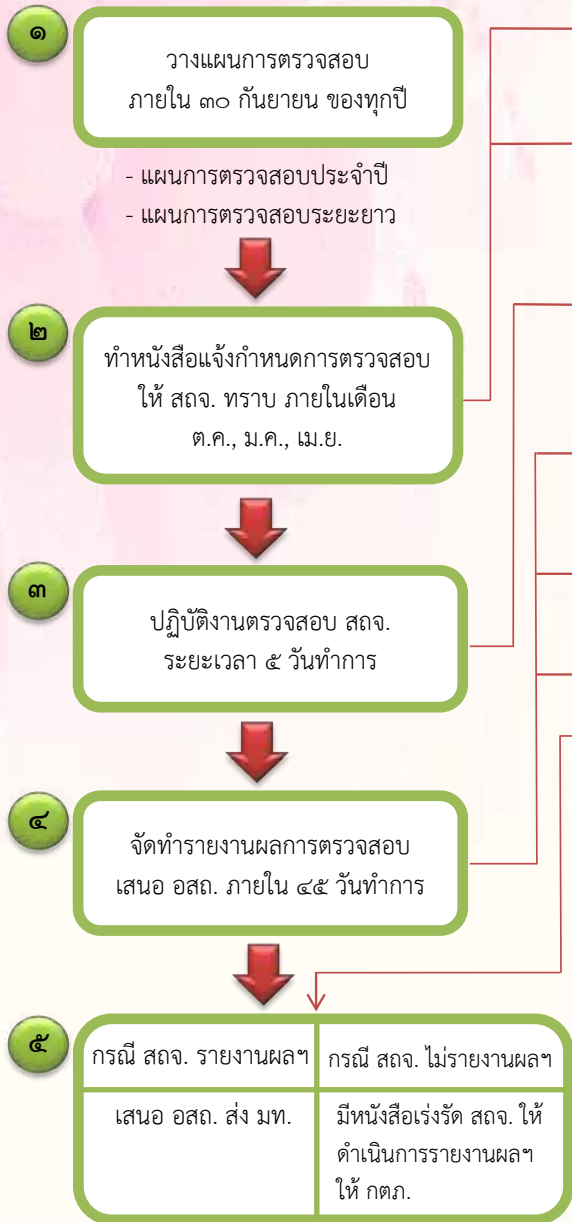 ๑
วางแผนการตรวจสอบ
ภายใน ๓๐ กันยายน ของทุกปี
- แผนการตรวจสอบประจำปี
- แผนการตรวจสอบระยะยาว
๒
ทำหนังสือแจ้งกำหนดการตรวจสอบ
ให้ สถจ. ทราบ ภายในเดือน
ต.ค., ม.ค., เม.ย.
๓
ปฏิบัติงานตรวจสอบ สถจ.
ระยะเวลา ๕ วันทำการ
๔
จัดทำรายงานผลการตรวจสอบ
เสนอ อสถ. ภายใน ๔๕ วันทำการ
๕
กรณี สถจ. รายงานผลฯ
กรณี สถจ. ไม่รายงานผลฯ
เสนอ อสถ. ส่ง มท.
มีหนังสือเร่งรัด สถจ. ให้
ดำเนินการรายงานผลฯ
ให้ กตภ.